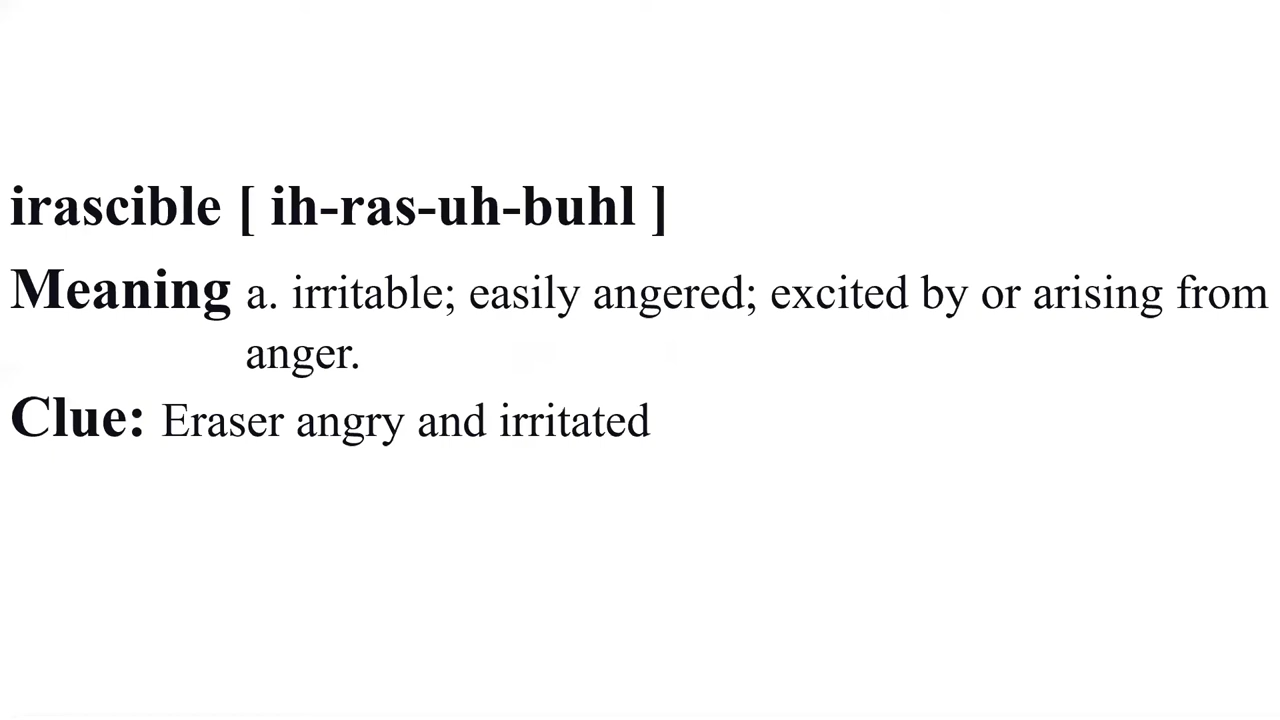 irascible [ ih-ras-uh-buhl ]
Meaning a. irritable; easily angered; excited by or arising from
anger.
Clue: Eraser angry and irritated